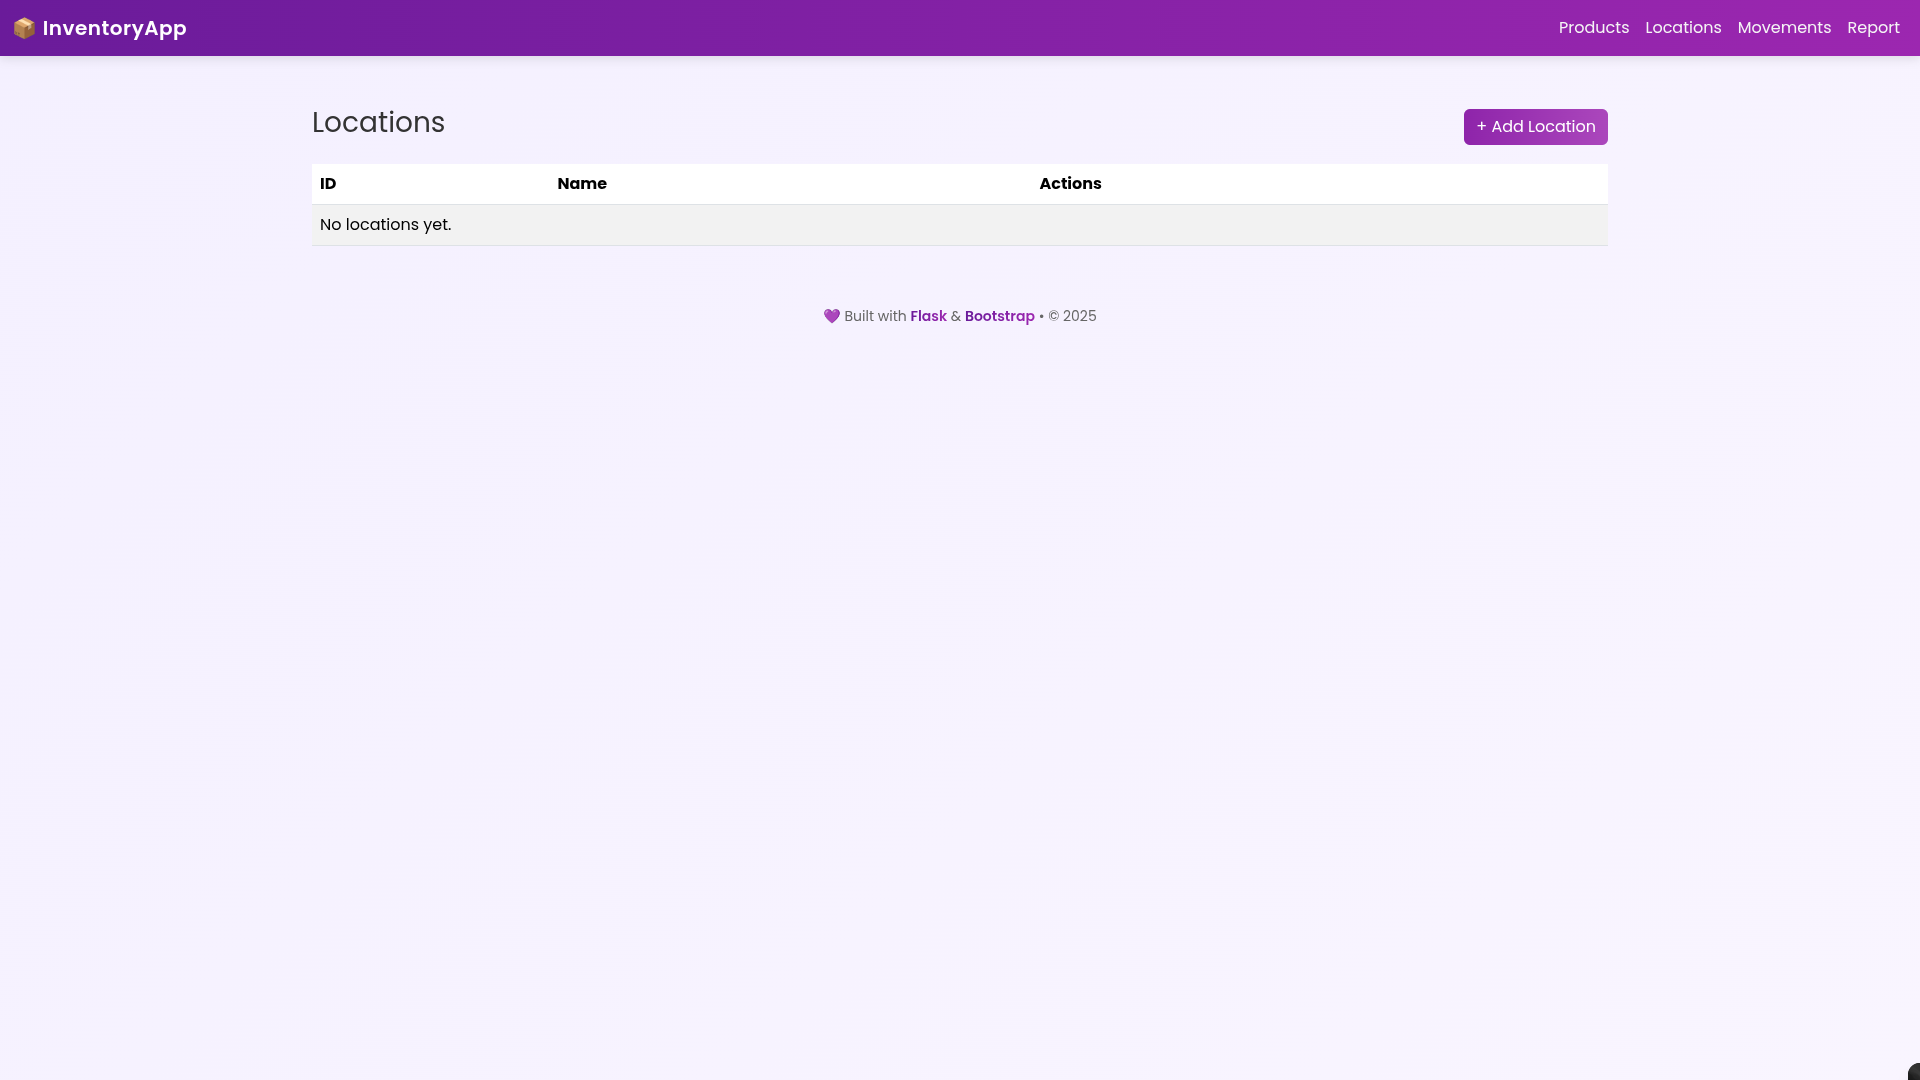 📦 InventoryApp
Products Locations Movements Report
Locations
+ Add Location
ID Name Actions
No locations yet.
💜 Built with Flask & Bootstrap • © 2025